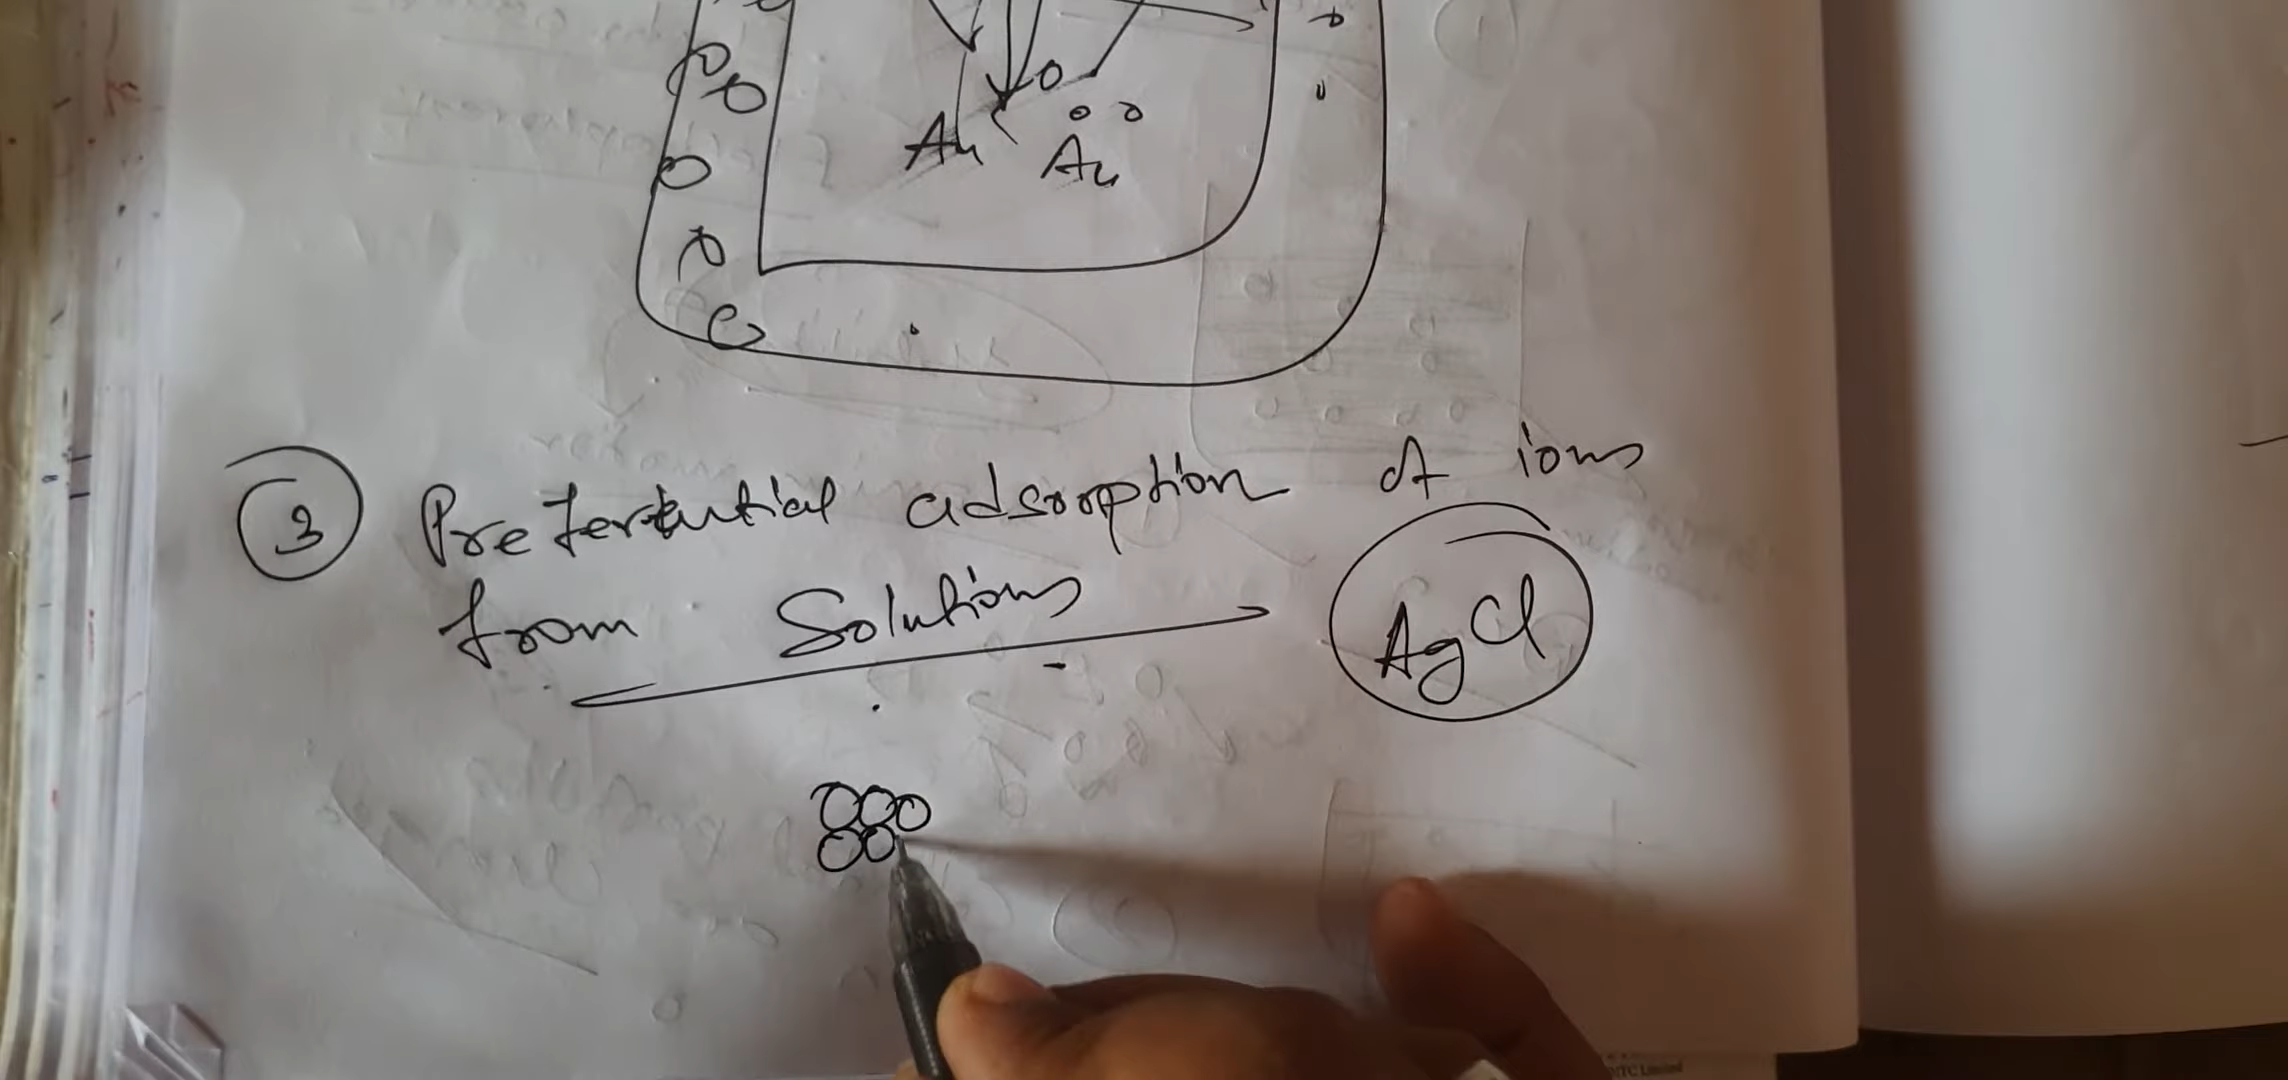 Au Au
3 Preferential adsorption of ions
from Solutions
AgCl